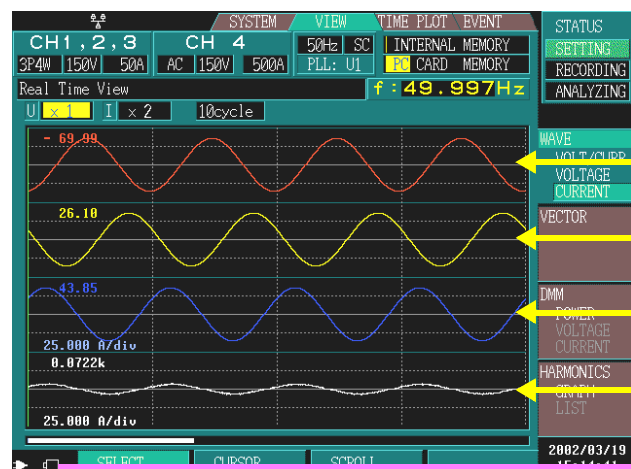 SYSTEM VIEW TIME PLOT EVENT STATUS
CH1,2,3 CH 4 50Hz SC INTERNAL MEMORY SETTING
3P4W 150V 50A AC 150V 500A PLL: U1 PC CARD MEMORY RECORDING
Real Time View f:49.997Hz ANALYZING
U × 1 I × 2 10cycle
- 69.99
WAVE
VOLT/CURR
VOLTAGE
CURRENT
26.10
VECTOR
43.85
25.000 A/div
DMM
POWER
VOLTAGE
CURRENT
0.0722k
25.000 A/div
HARMONICS
GRAPH
LIST
SELECT CURSOR SCROLL
2002/03/19